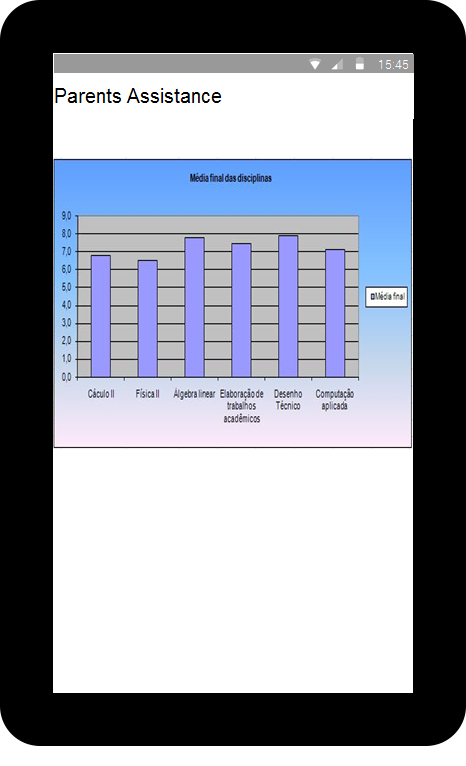 15:45
Parents Assistance
Média final das disciplinas
9,0
8,0
7,0
6,0
5,0
4,0
3,0
2,0
1,0
0,0
Média final
Cáculo II
Física II
Álgebra linear
Elaboração de
trabalhos
acadêmicos
Desenho
Técnico
Computação
aplicada